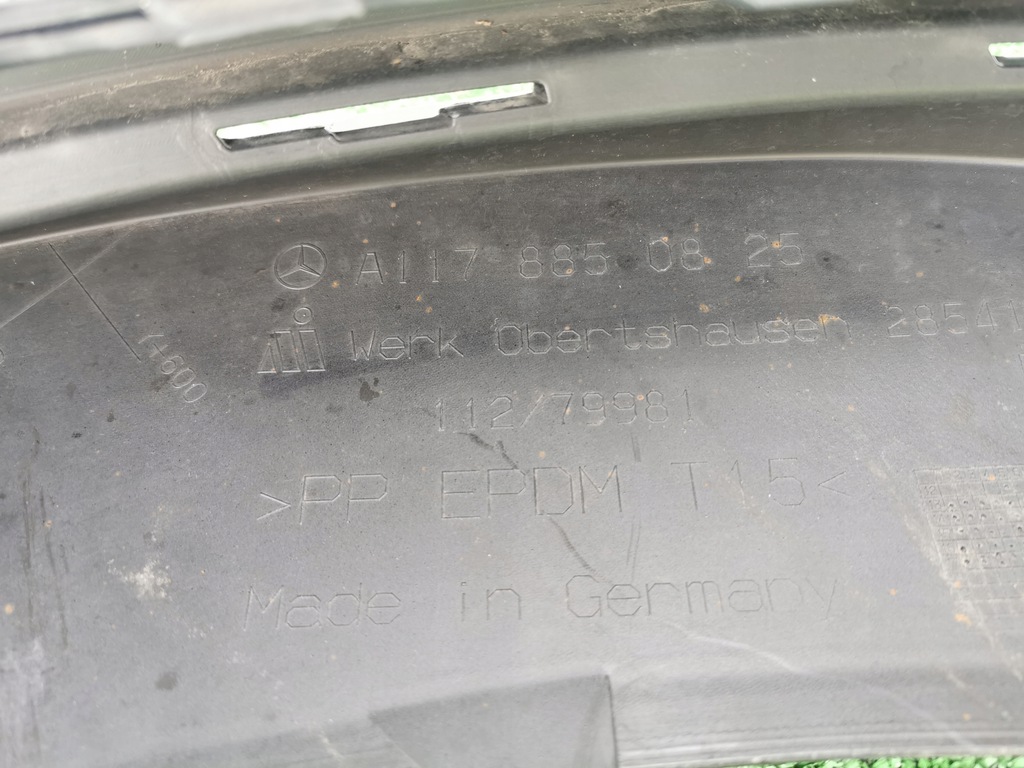 A117 885 08 25
Werk Obertshausen 28541
112/79981
>PP EPDM T15<
Made in Germany